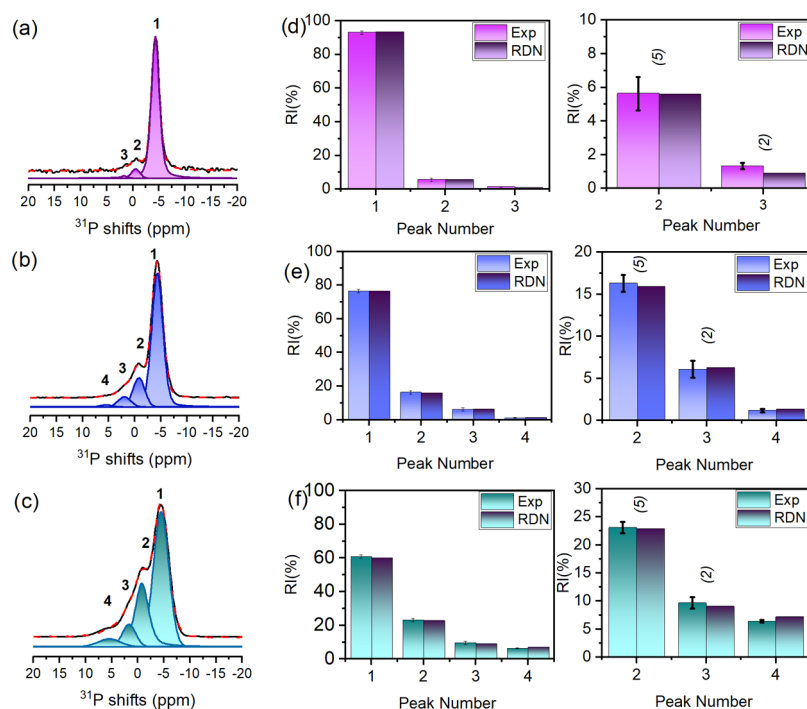 (a)
1
2
3
20 15 10 5 0 -5 -10 -15 -20
31P shifts (ppm)
(d)
RI(%)
100
80
60
40
20
0
Exp
RDN
1 2 3
Peak Number
RI(%)
10
8
6
4
2
0
Exp
RDN
(5)
(2)
2 3
Peak Number
(b)
1
2
3
4
20 15 10 5 0 -5 -10 -15 -20
31P shifts (ppm)
(e)
RI(%)
100
80
60
40
20
0
Exp
RDN
1 2 3 4
Peak Number
RI(%)
20
15
10
5
0
Exp
RDN
(5)
(2)
2 3 4
Peak Number
(c)
1
2
3
4
20 15 10 5 0 -5 -10 -15 -20
31P shifts (ppm)
(f)
RI(%)
100
80
60
40
20
0
Exp
RDN
1 2 3 4
Peak Number
RI(%)
30
25
20
15
10
5
0
Exp
RDN
(5)
(2)
2 3 4
Peak Number